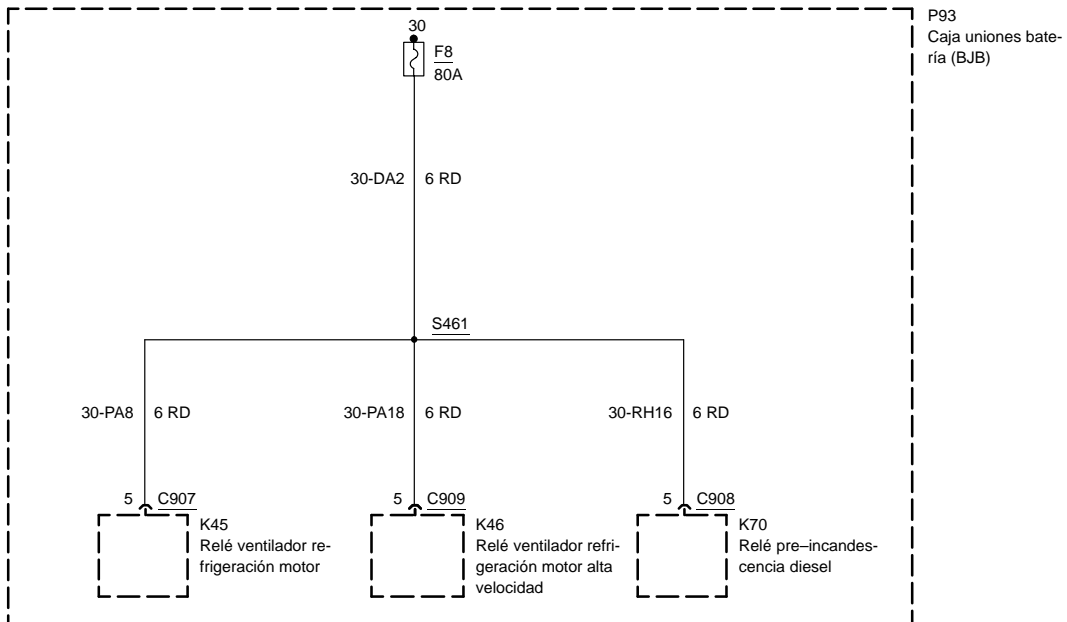 P93
Caja uniones bate-
ría (BJB)
30
F8
80A
30-DA2 6 RD
S461
30-PA8 6 RD
30-PA18 6 RD
30-RH16 6 RD
5 C907
5 C909
5 C908
K45
Relé ventilador re-
frigeración motor
K46
Relé ventilador refri-
geración motor alta
velocidad
K70
Relé pre–incandes-
cencia diesel